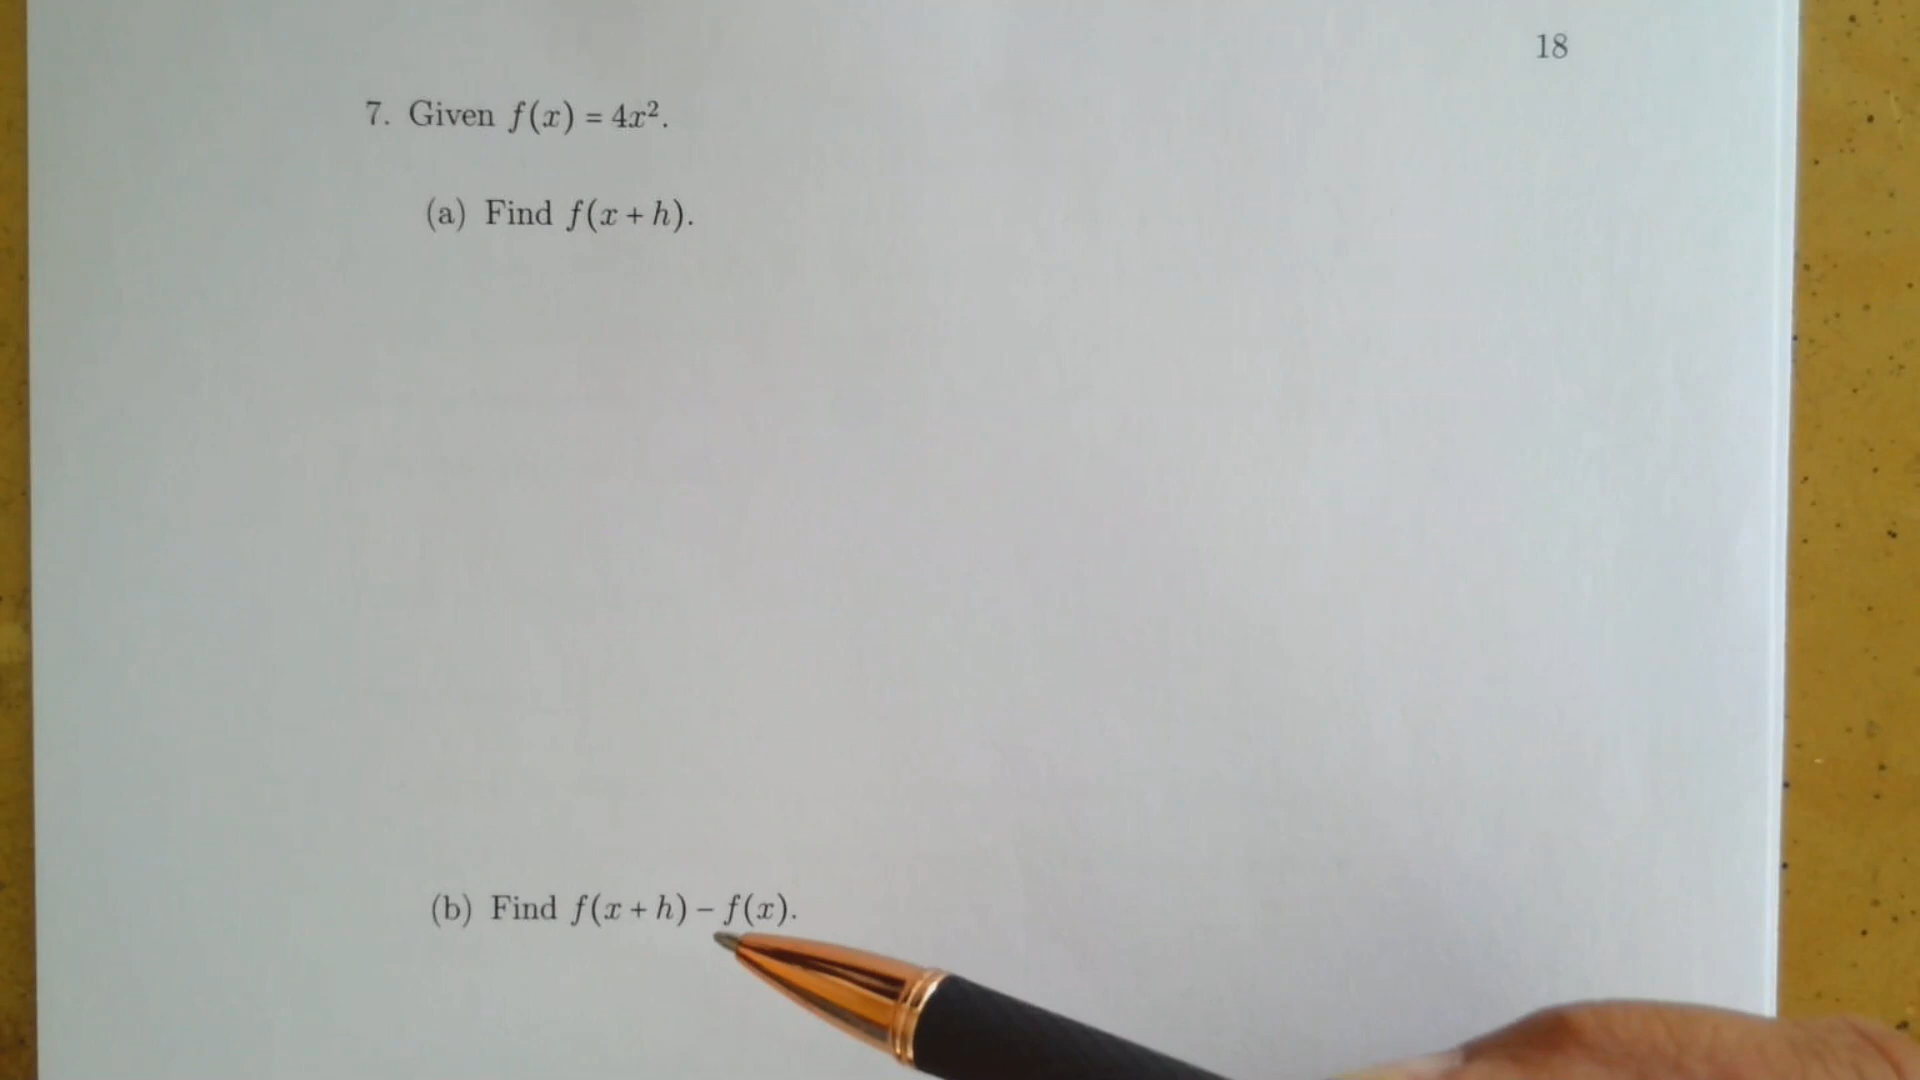 18
7. Given f(x) = 4x².
(a) Find f(x + h).
(b) Find f(x + h) – f(x).